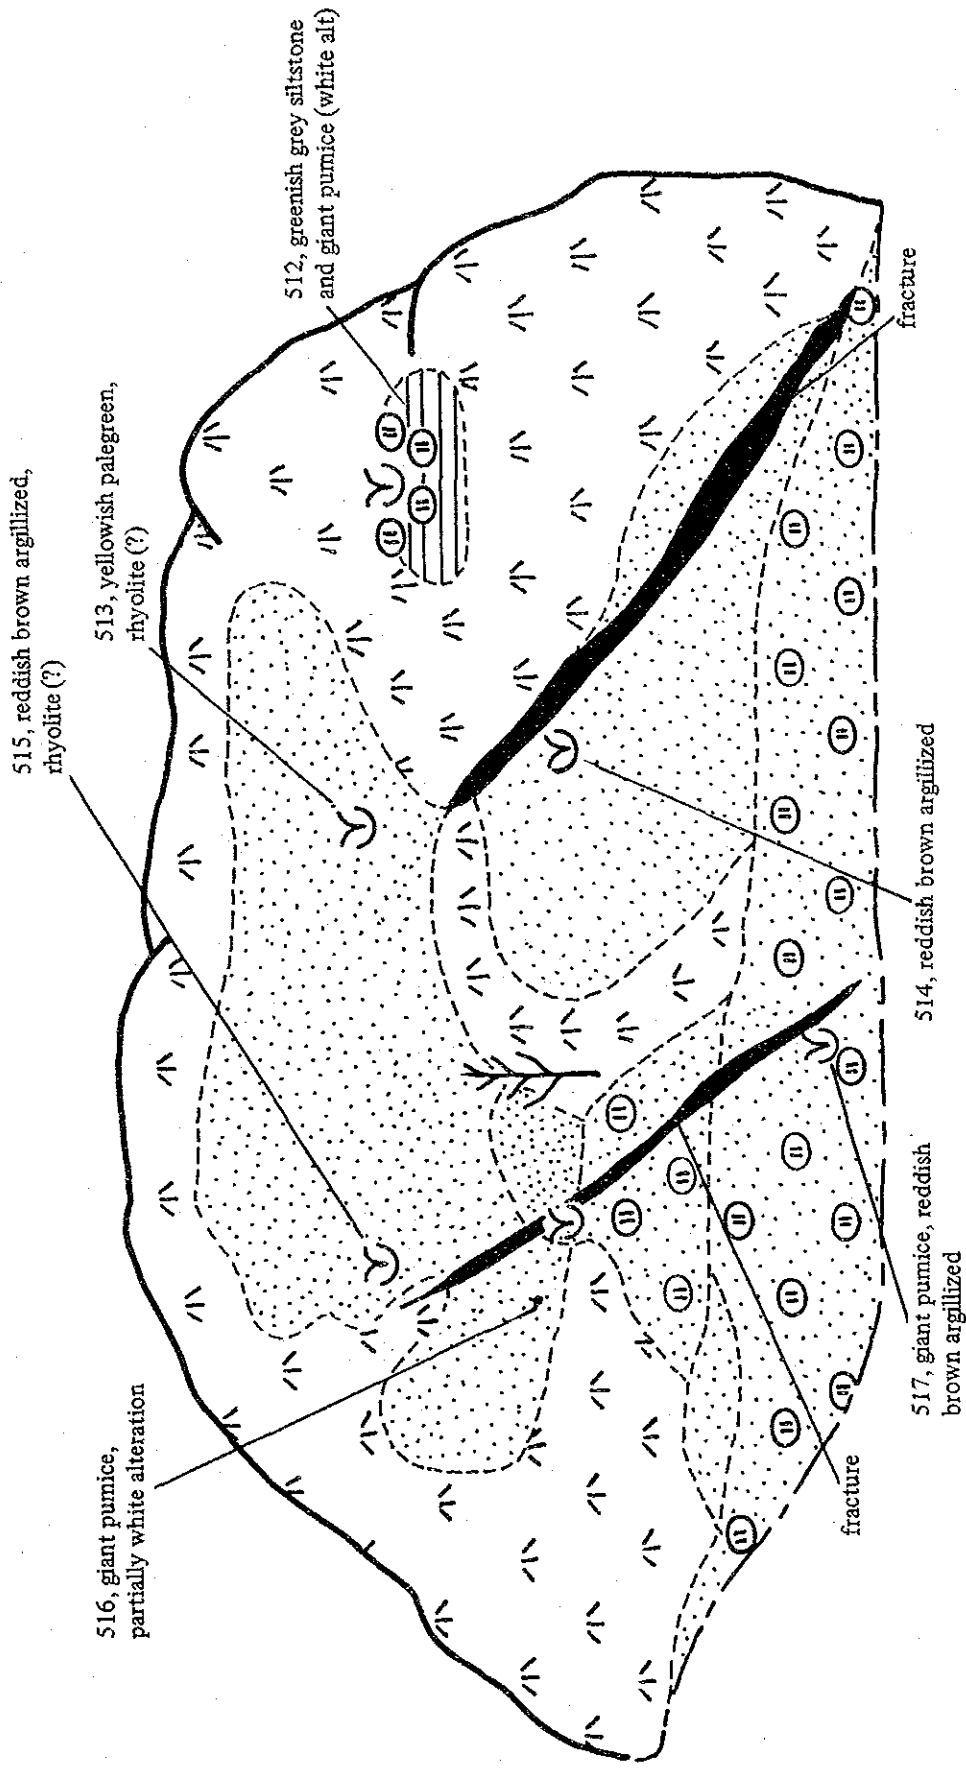 516, giant pumice,
partially white alteration
515, reddish brown argillized,
rhyolite (?)
513, yellowish palegreen,
rhyolite (?)
512, greenish grey siltstone
and giant pumice (white alt)
fracture
517, giant pumice, reddish
brown argillized
514, reddish brown argillized
fracture